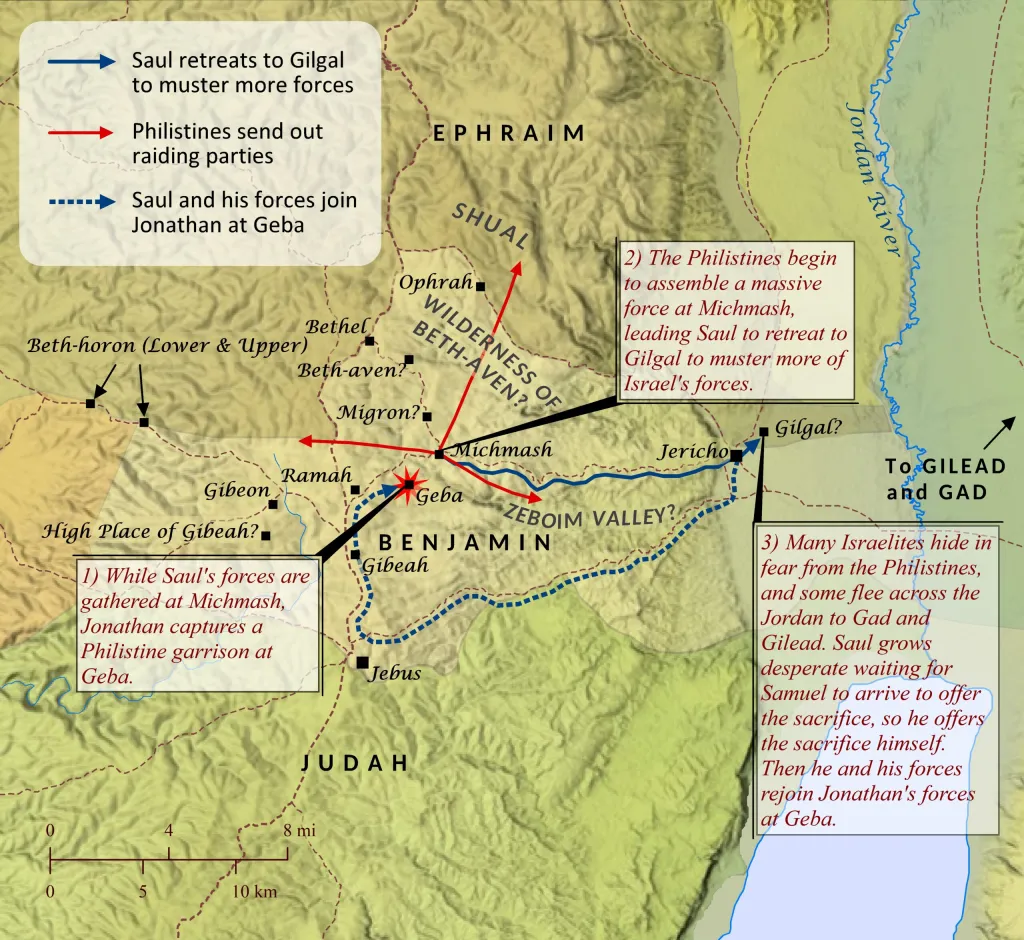 Saul retreats to Gilgal
to muster more forces
Philistines send out
raiding parties
Saul and his forces join
Jonathan at Geba
EPHRAIM
Jordan River
SHUAL
2) The Philistines begin
to assemble a massive
force at Michmash,
leading Saul to retreat to
Gilgal to muster more of
Israel's forces.
Ophrah
WILDERNESS OF
BETH-AVEN?
Bethel
Beth-horon (Lower & Upper)
Beth-aven?
Migron?
Michmash
Jericho
Gilgal?
To GILEAD
and GAD
Ramah
Geba
Gibeon
ZEBOIM VALLEY?
High Place of Gibeah?
BENJAMIN
Gibeah
1) While Saul's forces are
gathered at Michmash,
Jonathan captures a
Philistine garrison at
Geba.
3) Many Israelites hide in
fear from the Philistines,
and some flee across the
Jordan to Gad and
Gilead. Saul grows
desperate waiting for
Samuel to arrive to offer
the sacrifice, so he offers
the sacrifice himself.
Then he and his forces
rejoin Jonathan's forces
at Geba.
Jebus
JUDAH
0 4 8 mi
0 5 10 km